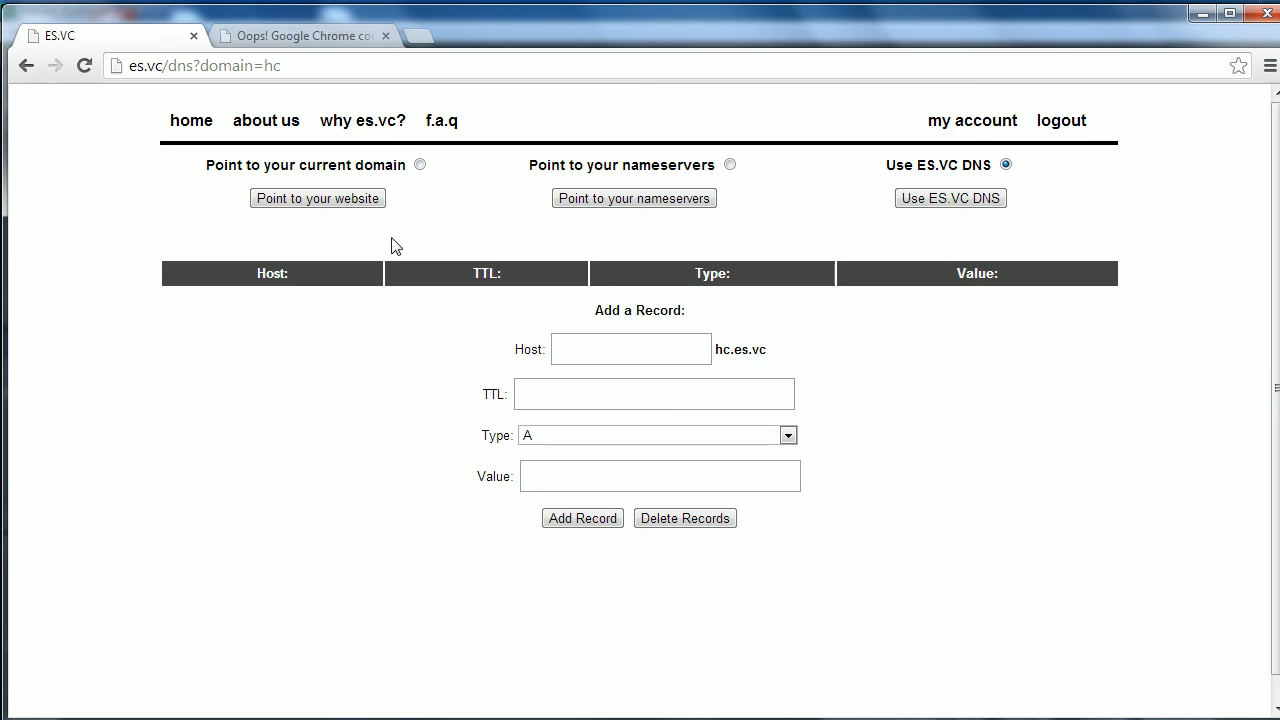 ES.VC
Oops! Google Chrome co
es.vc/dns?domain=hc
home about us why es.vc? f.a.q my account logout
Point to your current domain Point to your nameservers Use ES.VC DNS
Point to your website Point to your nameservers Use ES.VC DNS
Host: TTL: Type: Value:
Add a Record:
Host: hc.es.vc
TTL:
Type: A
Value:
Add Record Delete Records